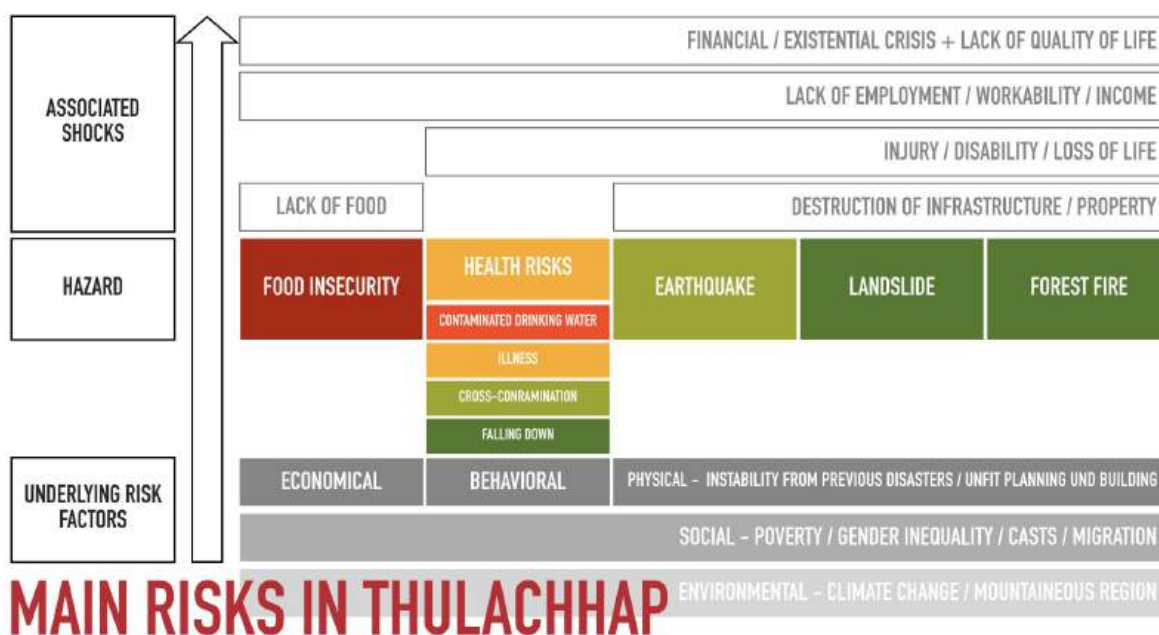 FINANCIAL / EXISTENTIAL CRISIS + LACK OF QUALITY OF LIFE
LACK OF EMPLOYMENT / WORKABILITY / INCOME
ASSOCIATED
SHOCKS
INJURY / DISABILITY / LOSS OF LIFE
LACK OF FOOD
DESTRUCTION OF INFRASTRUCTURE / PROPERTY
HAZARD
FOOD INSECURITY
HEALTH RISKS
CONTAMINATED DRINKING WATER
ILLNESS
CROSS-CONRAMINATION
FALLING DOWN
EARTHQUAKE
LANDSLIDE
FOREST FIRE
UNDERLYING RISK
FACTORS
ECONOMICAL
BEHAVIORAL
PHYSICAL - INSTABILITY FROM PREVIOUS DISASTERS / UNFIT PLANNING UND BUILDING
SOCIAL - POVERTY / GENDER INEQUALITY / CASTS / MIGRATION
ENVIRONMENTAL - CLIMATE CHANGE / MOUNTAINEOUS REGION
MAIN RISKS IN THULACHHAP